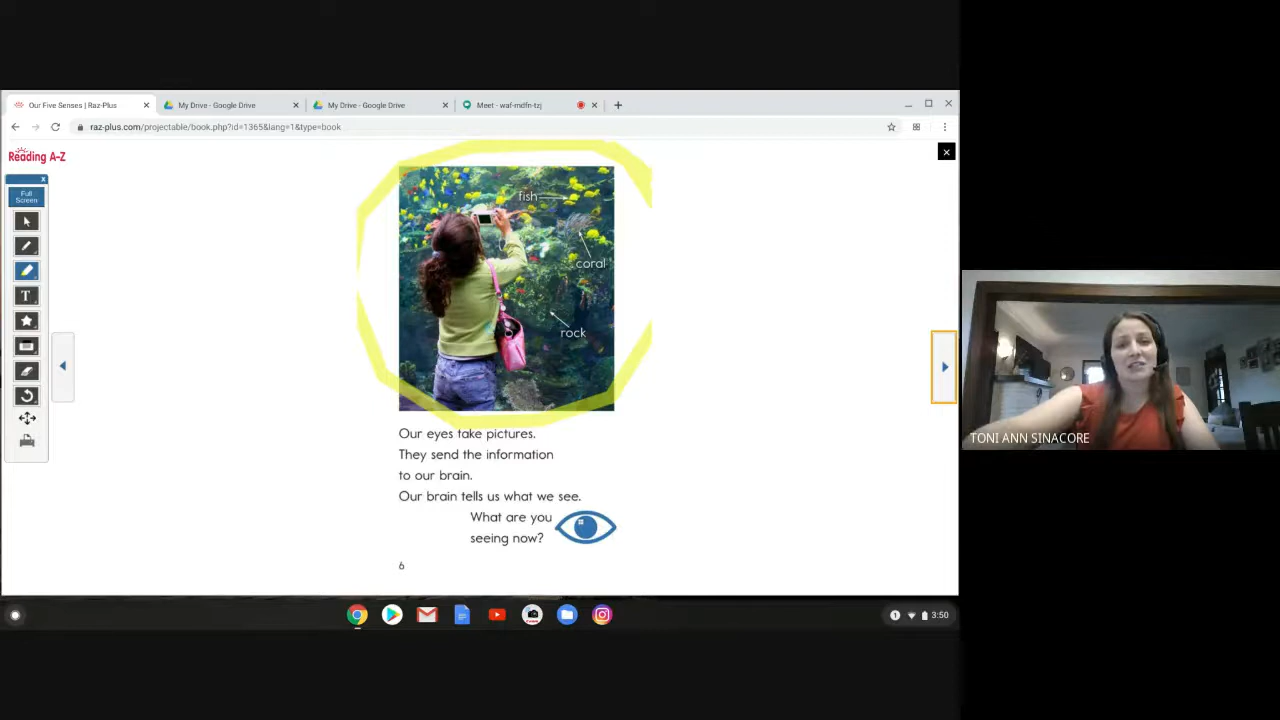 Our Five Senses | Raz-Plus
My Drive - Google Drive
My Drive - Google Drive
Meet - waf-mdfn-tzj
raz-plus.com/projectable/book.php?id=1365&lang=1&type=book
Reading A-Z
x
Full
Screen
T
fish
coral
rock
Our eyes take pictures.
They send the information
to our brain.
Our brain tells us what we see.
What are you
seeing now?
6
TONI ANN SINACORE
1
3:50